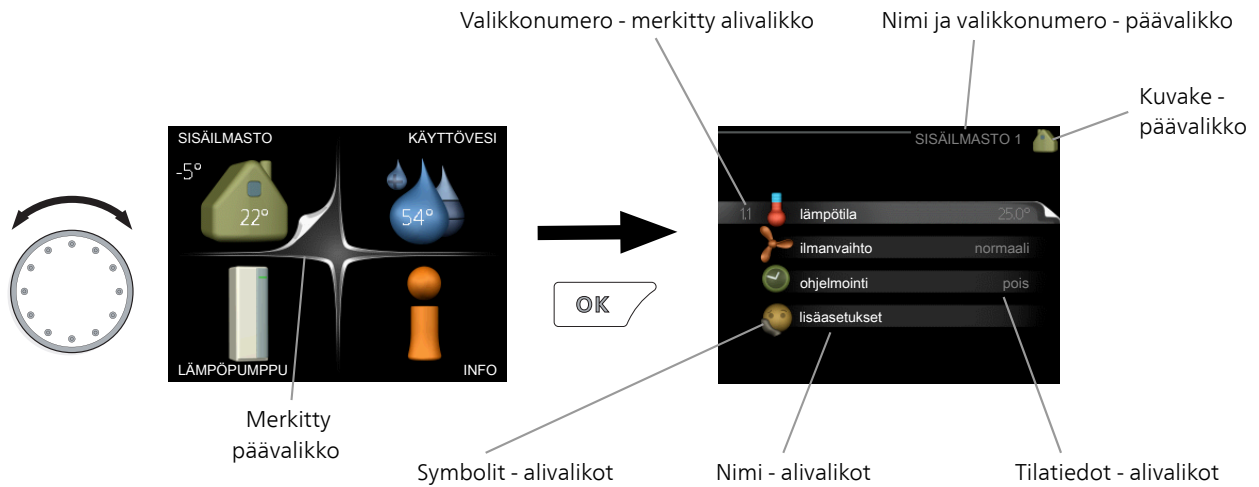 Valikkonumero - merkitty alivalikko
Nimi ja valikkonumero - päävalikko
Kuvake -
päävalikko
SISÄILMASTO
KÄYTTÖVESI
-5°
22°
54°
LÄMPÖPUMPPU
INFO
Merkitty
päävalikko
OK
SISÄILMASTO 1
1.1 lämpötila 25.0°
ilmanvaihto normaali
ohjelmointi pois
lisäasetukset
Symbolit - alivalikot
Nimi - alivalikot
Tilatiedot - alivalikot